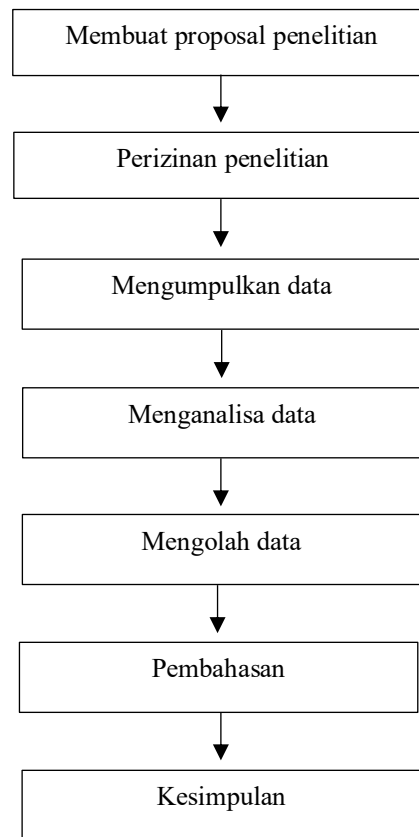 Membuat proposal penelitian
Perizinan penelitian
Mengumpulkan data
Menganalisa data
Mengolah data
Pembahasan
Kesimpulan